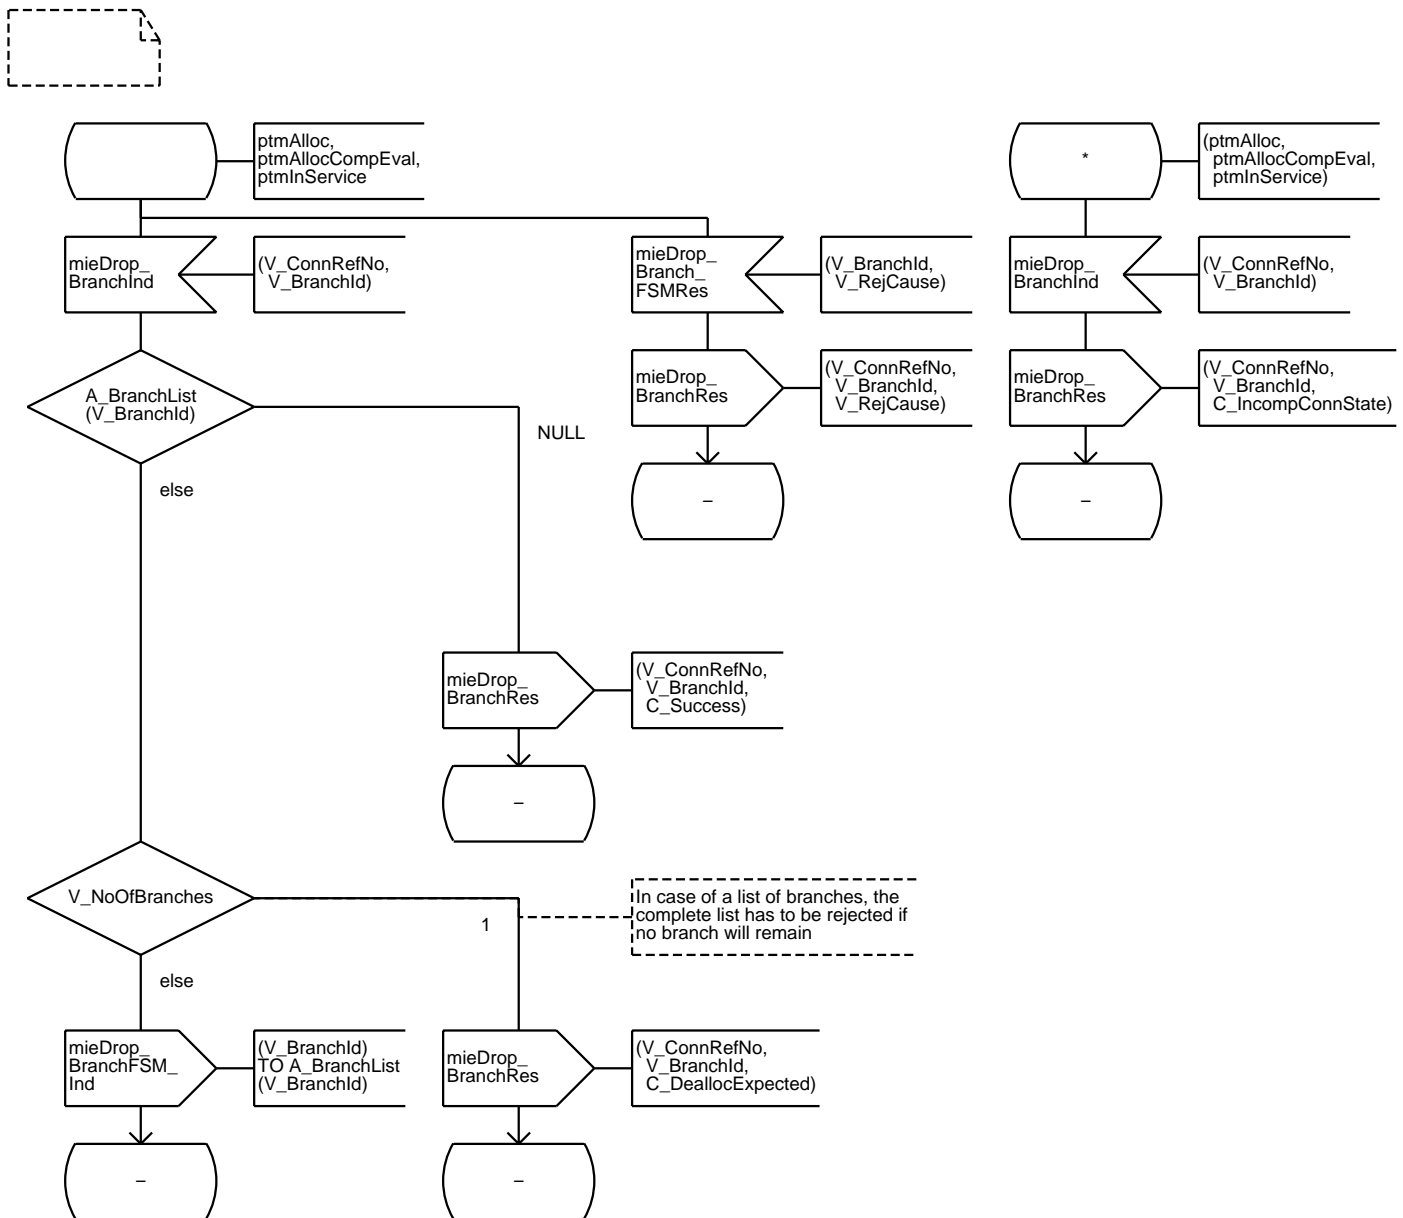 ptmAlloc,
ptmAllocCompEval,
ptmInService
*
(ptmAlloc,
ptmAllocCompEval,
ptmInService)
mieDrop_
BranchInd
(V_ConnRefNo,
V_BranchId)
mieDrop_
Branch_
FSMRes
(V_BranchId,
V_RejCause)
mieDrop_
BranchInd
(V_ConnRefNo,
V_BranchId)
A_BranchList
(V_BranchId)
NULL
else
mieDrop_
BranchRes
(V_ConnRefNo,
V_BranchId,
V_RejCause)
mieDrop_
BranchRes
(V_ConnRefNo,
V_BranchId,
C_IncompConnState)
–
–
mieDrop_
BranchRes
(V_ConnRefNo,
V_BranchId,
C_Success)
–
V_NoOfBranches
1
In case of a list of branches, the
complete list has to be rejected if
no branch will remain
else
mieDrop_
BranchFSM_
Ind
(V_BranchId)
TO A_BranchList
(V_BranchId)
mieDrop_
BranchRes
(V_ConnRefNo,
V_BranchId,
C_DeallocExpected)
–
–